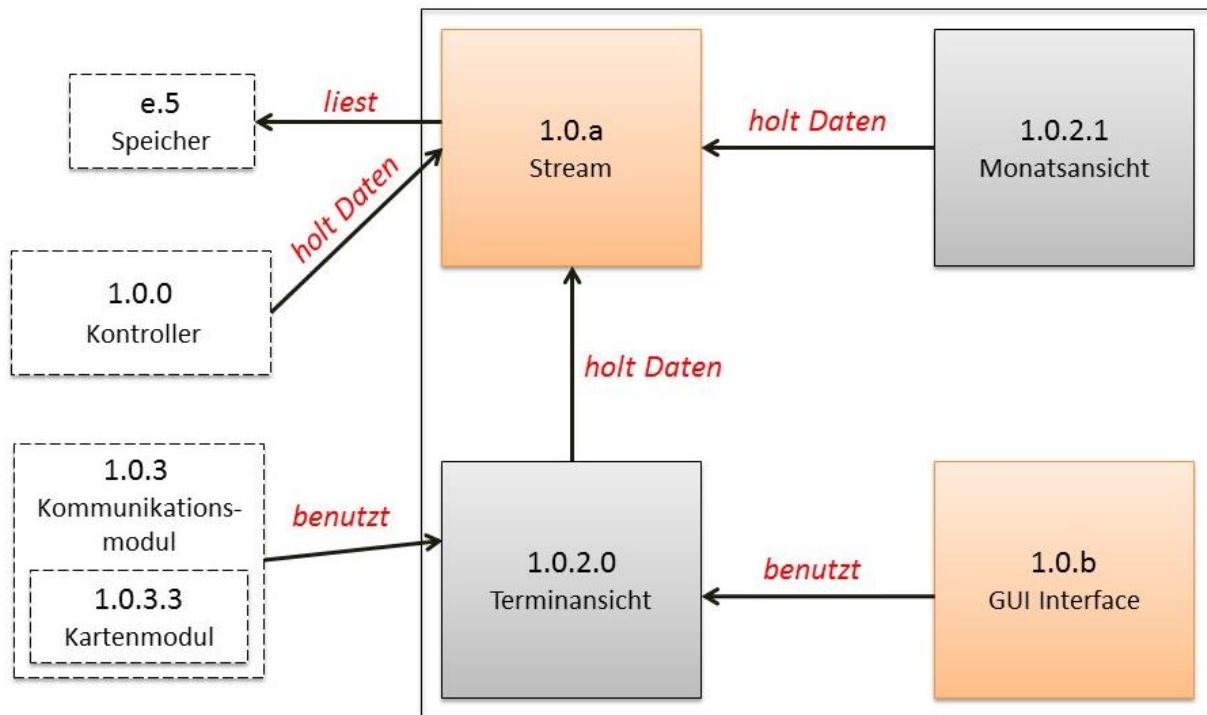 e.5
Speicher
liest
1.0.a
Stream
holt Daten
1.0.2.1
Monatsansicht
holt Daten
1.0.0
Kontroller
holt Daten
1.0.3
Kommunikations-
modul
1.0.3.3
Kartenmodul
benutzt
1.0.2.0
Terminansicht
benutzt
1.0.b
GUI Interface